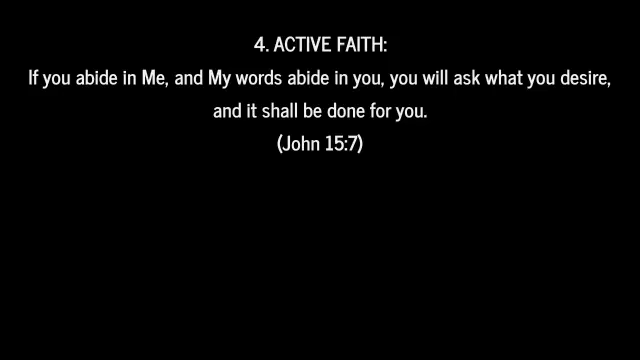 4. ACTIVE FAITH:
If you abide in Me, and My words abide in you, you will ask what you desire,
and it shall be done for you.
(John 15:7)